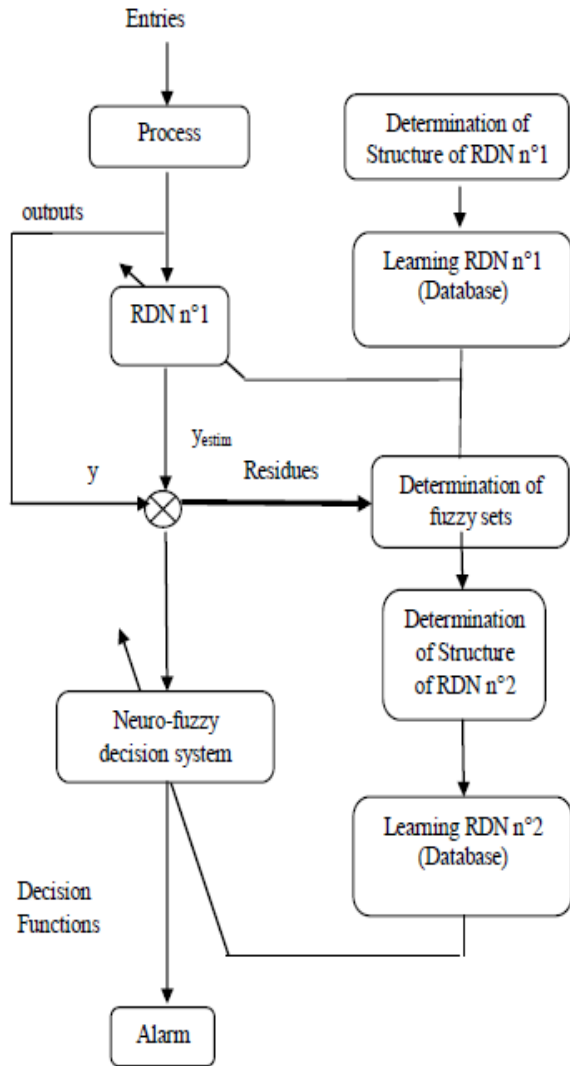 Entries
Process
Determination of
Structure of RDN n°1
outputs
Learning RDN n°1
(Database)
RDN n°1
yestim
y
Residues
Determination of
fuzzy sets
Determination
of Structure
of RDN n°2
Neuro-fuzzy
decision system
Learning RDN n°2
(Database)
Decision
Functions
Alarm